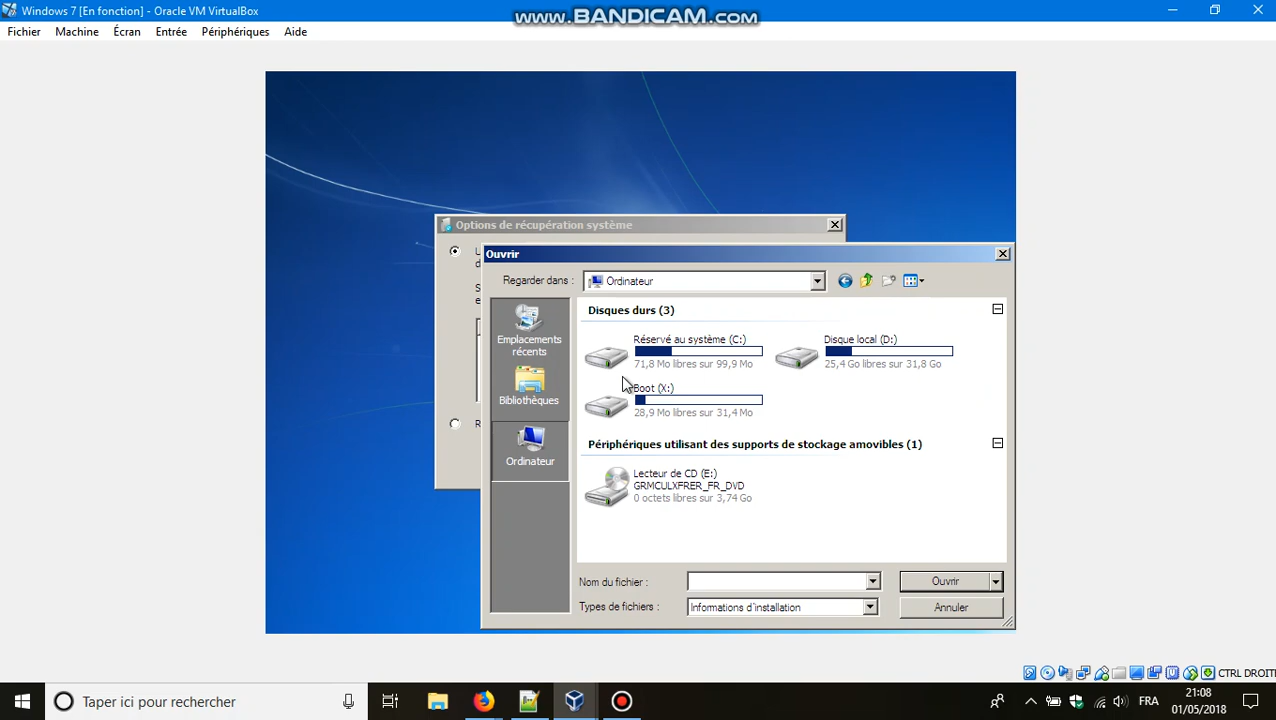 Windows 7 [En fonction] - Oracle VM VirtualBox
www.BANDICAM.com
Fichier Machine Écran Entrée Périphériques Aide
Options de récupération système
Ouvrir
Regarder dans : Ordinateur
Disques durs (3)
Réservé au système (C:)
71,8 Mo libres sur 99,9 Mo
Disque local (D:)
25,4 Go libres sur 31,8 Go
Boot (X:)
28,9 Mo libres sur 31,4 Mo
Périphériques utilisant des supports de stockage amovibles (1)
Lecteur de CD (E:)
GRMCULXFRER_FR_DVD
0 octets libres sur 3,74 Go
Emplacements
récents
Bibliothèques
Ordinateur
Nom du fichier :
Ouvrir
Types de fichiers : Informations d'installation
Annuler
CTRL DROITE
Taper ici pour rechercher
FRA
21:08
01/05/2018